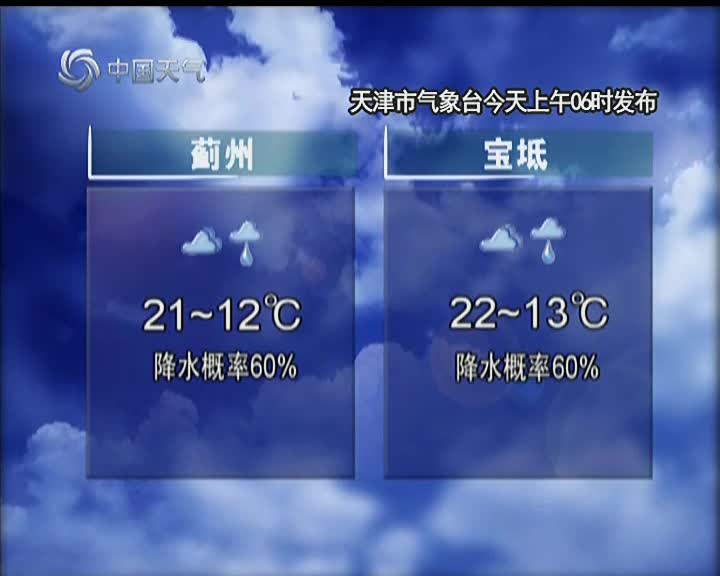 中国天气
天津市气象台今天上午06时发布
蓟州
宝坻
21~12℃
22~13℃
降水概率60%
降水概率60%